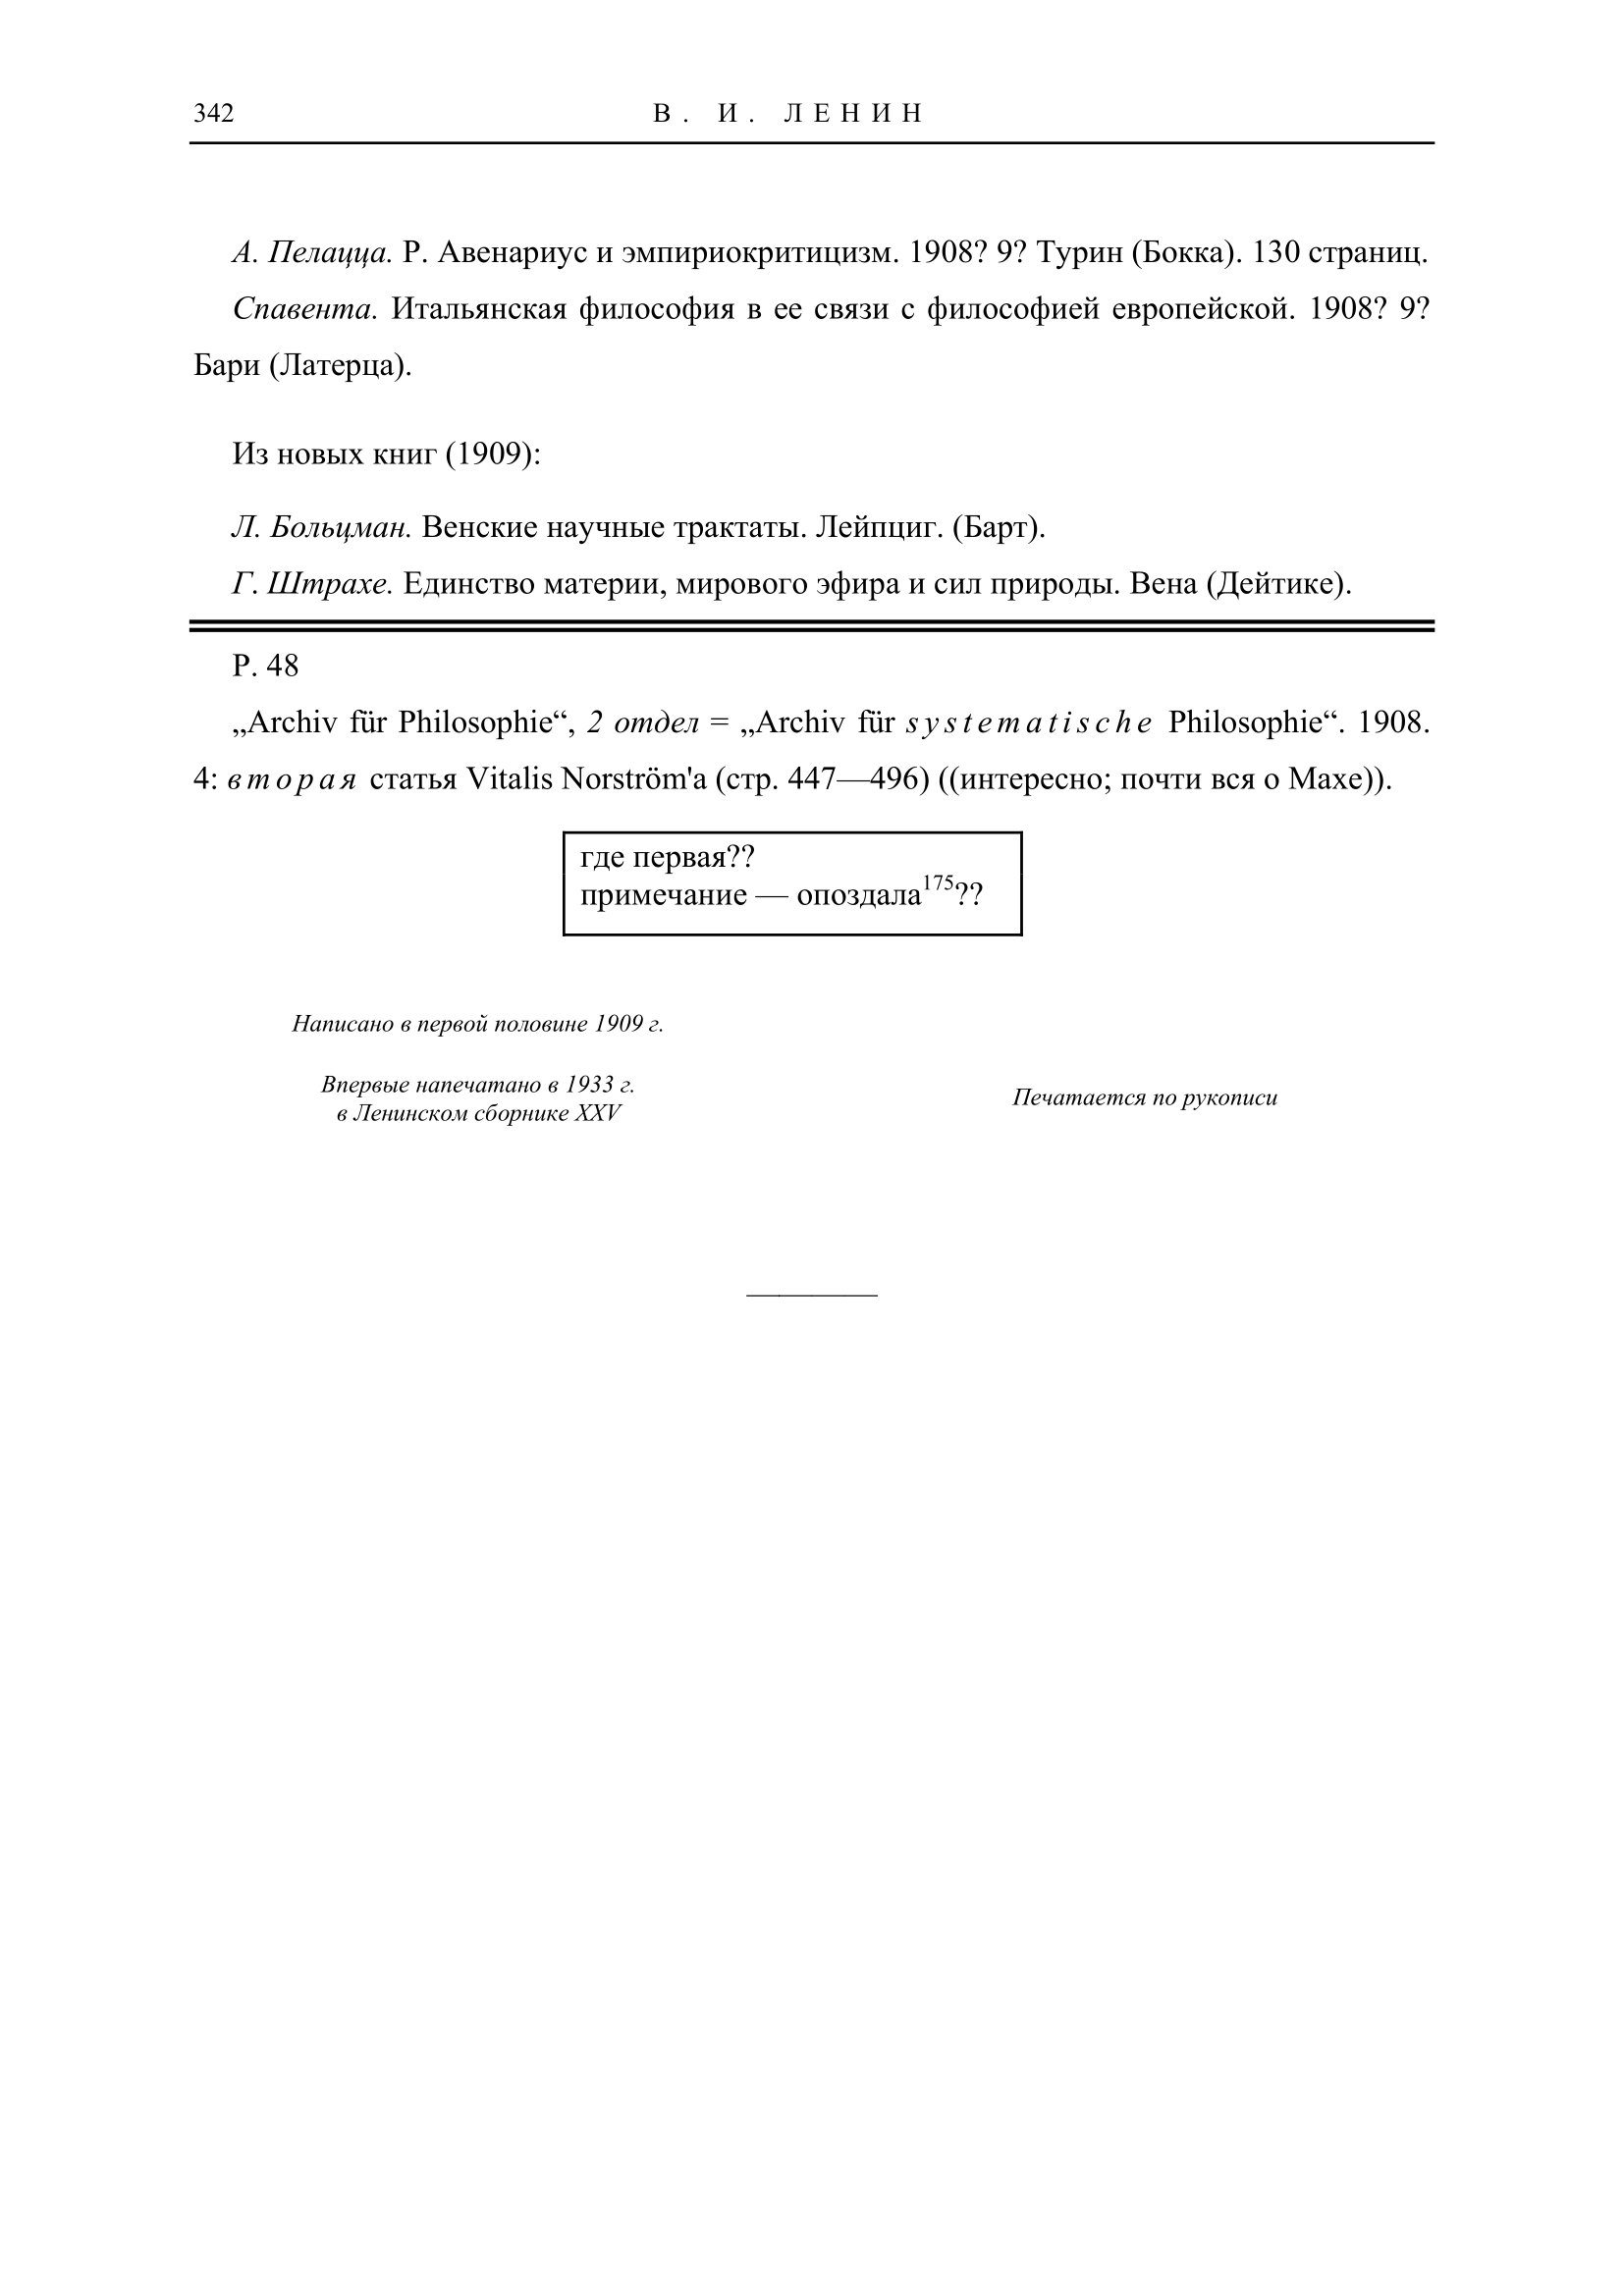 342
В. И. ЛЕНИН
А. Пелацца. Р. Авенариус и эмпириокритицизм. 1908? 9? Турин (Бокка). 130 страниц.
Спавента. Итальянская философия в ее связи с философией европейской. 1908? 9?
Бари (Латерца).
Из новых книг (1909):
Л. Больцман. Венские научные трактаты. Лейпциг. (Барт).
Г. Штрахе. Единство материи, мирового эфира и сил природы. Вена (Дейтике).
Р. 48
„Archiv für Philosophie“, 2 отдел = „Archiv für systematische Philosophie“. 1908.
4: вторая статья Vitalis Norström'a (стр. 447—496) ((интересно; почти вся о Махе)).
где первая??
примечание — опоздала175??
Написано в первой половине 1909 г.
Впервые напечатано в 1933 г.
в Ленинском сборнике XXV
Печатается по рукописи